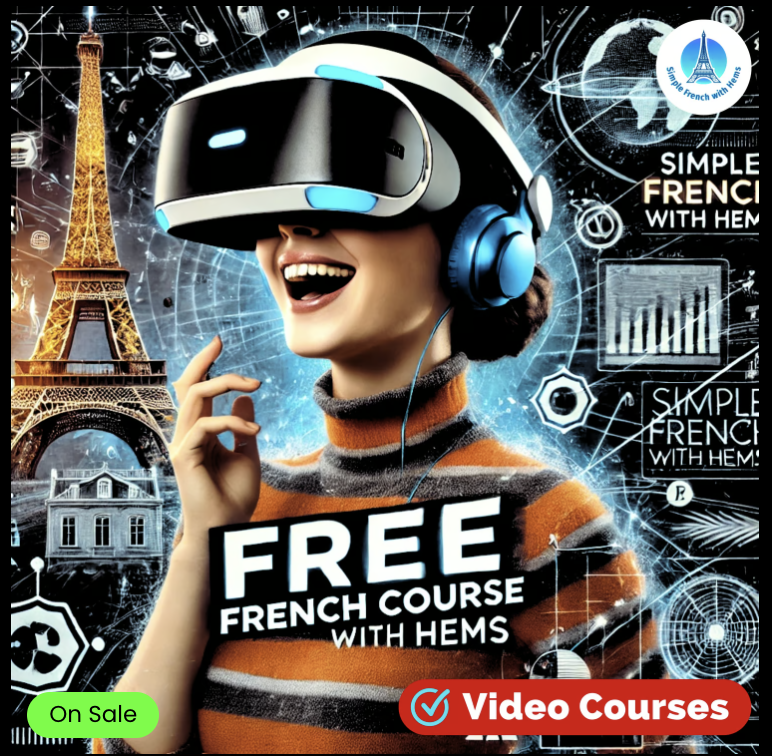 Simple French with Hems
SIMPLE
FRENCH
WITH HEMS
SIMPLE
FRENCH
WITH HEMS
FREE
FRENCH COURSE
WITH HEMS
On Sale
Video Courses